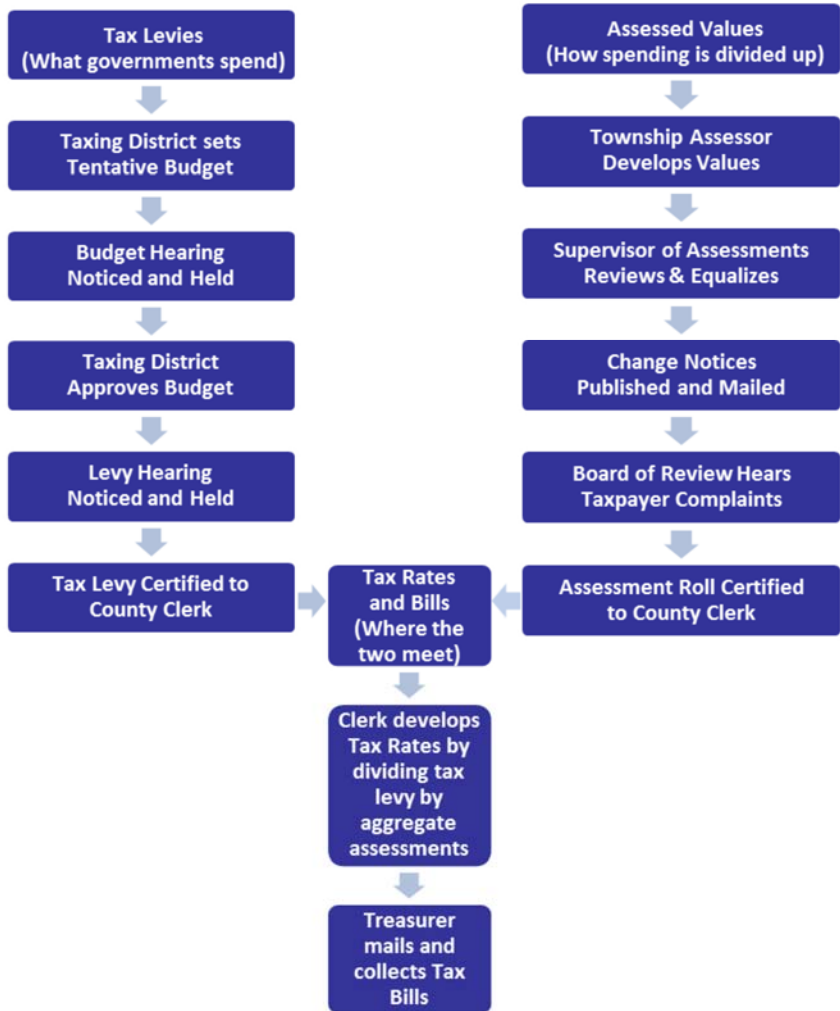 Tax Levies
(What governments spend)
Taxing District sets
Tentative Budget
Budget Hearing
Noticed and Held
Taxing District
Approves Budget
Levy Hearing
Noticed and Held
Tax Levy Certified to
County Clerk
Assessed Values
(How spending is divided up)
Township Assessor
Develops Values
Supervisor of Assessments
Reviews & Equalizes
Change Notices
Published and Mailed
Board of Review Hears
Taxpayer Complaints
Assessment Roll Certified
to County Clerk
Tax Rates
and Bills
(Where the
two meet)
Clerk develops
Tax Rates by
dividing tax
levy by
aggregate
assessments
Treasurer
mails and
collects Tax
Bills